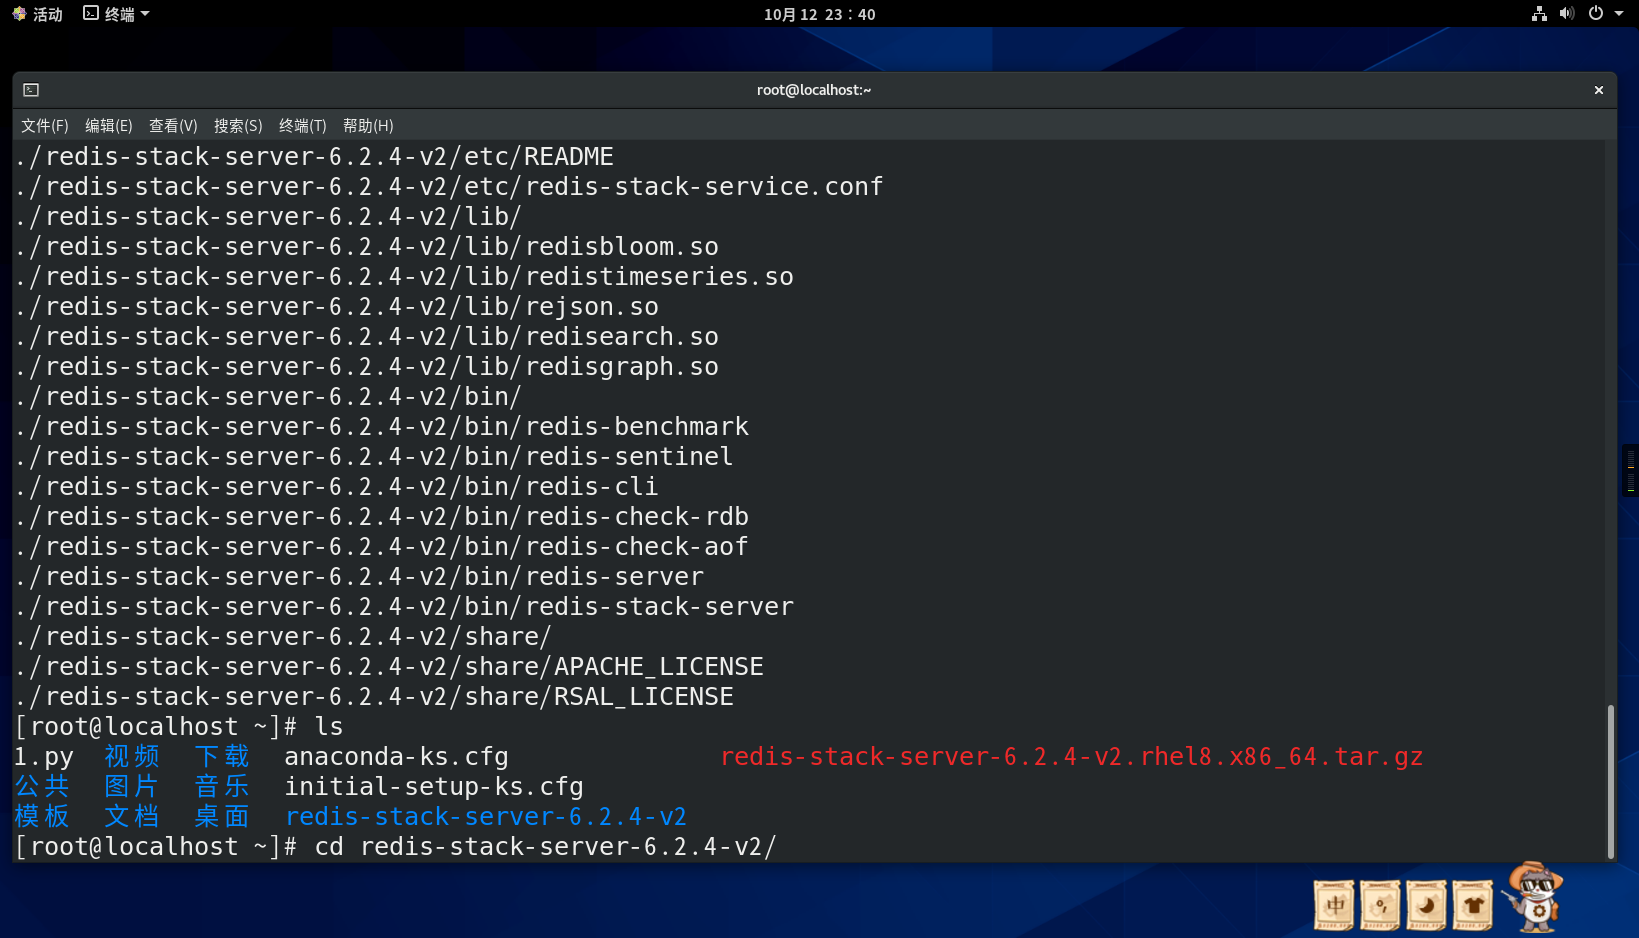 活动 终端 10月 12 23：40
root@localhost:~
文件(F) 编辑(E) 查看(V) 搜索(S) 终端(T) 帮助(H)
./redis-stack-server-6.2.4-v2/etc/README
./redis-stack-server-6.2.4-v2/etc/redis-stack-service.conf
./redis-stack-server-6.2.4-v2/lib/
./redis-stack-server-6.2.4-v2/lib/redisbloom.so
./redis-stack-server-6.2.4-v2/lib/redistimeseries.so
./redis-stack-server-6.2.4-v2/lib/rejson.so
./redis-stack-server-6.2.4-v2/lib/redisearch.so
./redis-stack-server-6.2.4-v2/lib/redisgraph.so
./redis-stack-server-6.2.4-v2/bin/
./redis-stack-server-6.2.4-v2/bin/redis-benchmark
./redis-stack-server-6.2.4-v2/bin/redis-sentinel
./redis-stack-server-6.2.4-v2/bin/redis-cli
./redis-stack-server-6.2.4-v2/bin/redis-check-rdb
./redis-stack-server-6.2.4-v2/bin/redis-check-aof
./redis-stack-server-6.2.4-v2/bin/redis-server
./redis-stack-server-6.2.4-v2/bin/redis-stack-server
./redis-stack-server-6.2.4-v2/share/
./redis-stack-server-6.2.4-v2/share/APACHE_LICENSE
./redis-stack-server-6.2.4-v2/share/RSAL_LICENSE
[root@localhost ~]# ls
1.py 视频 下载 anaconda-ks.cfg redis-stack-server-6.2.4-v2.rhel8.x86_64.tar.gz
公共 图片 音乐 initial-setup-ks.cfg
模板 文档 桌面 redis-stack-server-6.2.4-v2
[root@localhost ~]# cd redis-stack-server-6.2.4-v2/
中